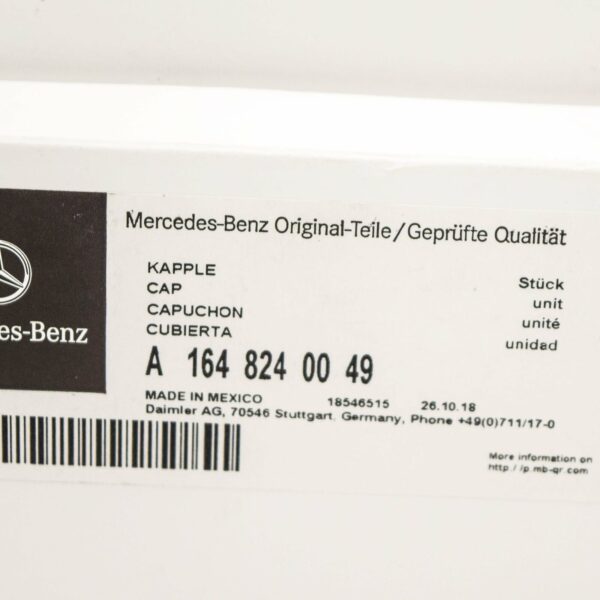 Mercedes-Benz Original-Teile/Geprüfte Qualität
KAPPLE
CAP
CAPUCHON
CUBIERTA
Stück
unit
unité
unidad
des-Benz
A 164 824 00 49
MADE IN MEXICO 18546515 26.10.18
Daimler AG, 70546 Stuttgart, Germany, Phone +49(0)711/17-0
More information on
http://p.mb-qr.com